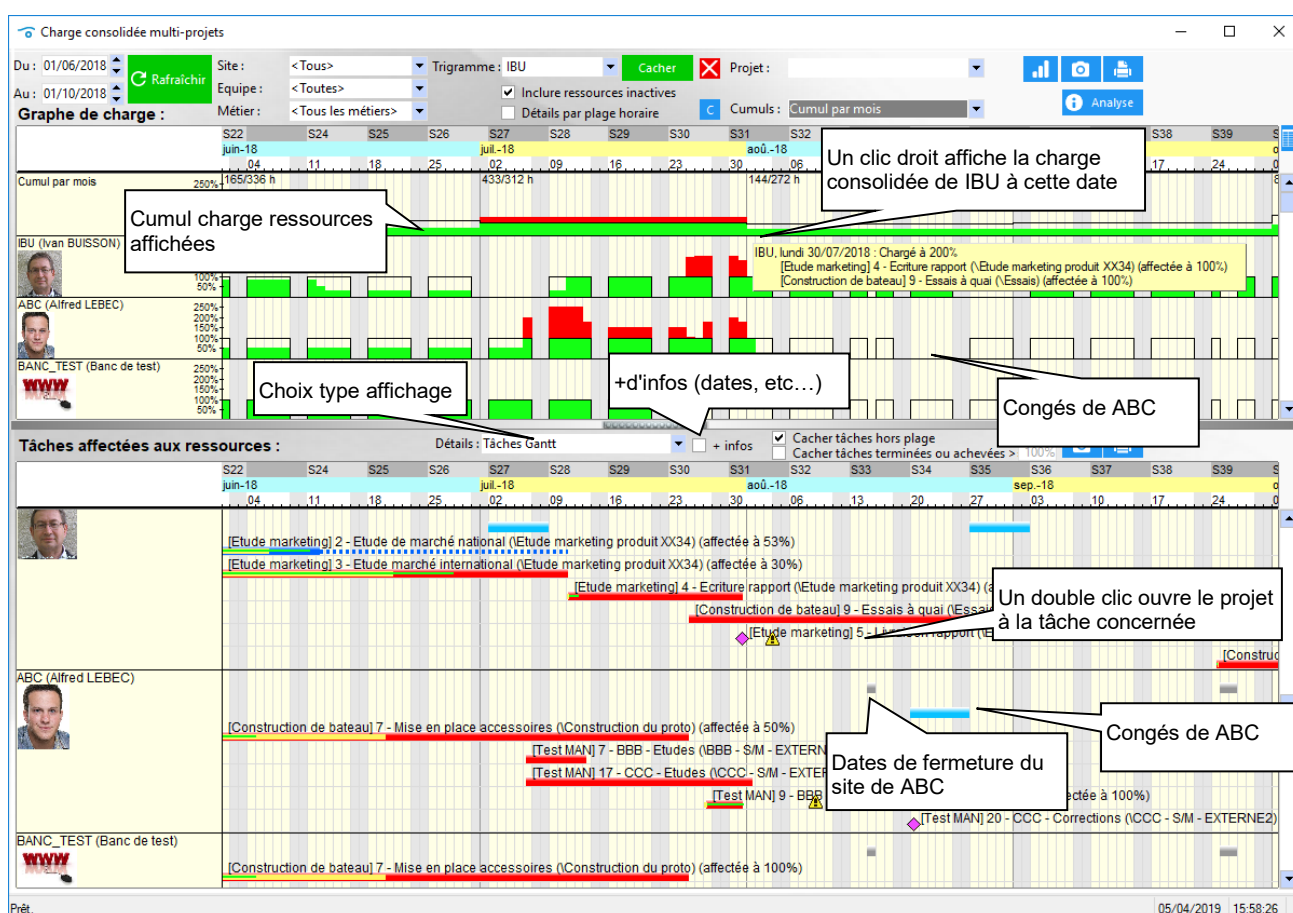 Charge consolidée multi-projets
Du : 01/06/2018
Au : 01/10/2018
Rafraîchir
Site : <Tous>
Equipe : <Toutes>
Métier : <Tous les métiers>
Trigramme : IBU
Cacher
Projet :
Inclure ressources inactives
Détails par plage horaire
C
Cumuls : Cumul par mois
Analyse
Graphe de charge :
S22 S24 S25 S26 S27 S28 S29 S30 S31 S32 S38 S39 S
juin-18 juil.-18 aoû.-18
04 11 18 25 02 09 16 23 30 06 17 24
Cumul par mois
250%
165/336 h 433/312 h 144/272 h 8
Un clic droit affiche la charge
consolidée de IBU à cette date
Cumul charge ressources
affichées
IBU (Ivan BUISSON)
100%
50%
IBU, lundi 30/07/2018 : Chargé à 200%
[Etude marketing] 4 - Ecriture rapport (\Etude marketing produit XX34) (affectée à 100%)
[Construction de bateau] 9 - Essais à quai (\Essais) (affectée à 100%)
ABC (Alfred LEBEC)
250%
200%
150%
100%
50%
BANC_TEST (Banc de test)
250%
200%
150%
100%
50%
WWW
Choix type affichage
+d'infos (dates, etc…)
Congés de ABC
Tâches affectées aux ressources :
Détails : Tâches Gantt
+ infos
Cacher tâches hors plage
Cacher tâches terminées ou achevées > 100%
S22 S24 S25 S26 S27 S28 S29 S30 S31 S32 S33 S34 S35 S36 S37 S38 S39 S
juin-18 juil.-18 aoû.-18 sep.-18
04 11 18 25 02 09 16 23 30 06 13 20 27 03 10 17 24
[Etude marketing] 2 - Etude de marché national (\Etude marketing produit XX34) (affectée à 53%)
[Etude marketing] 3 - Etude marché international (\Etude marketing produit XX34) (affectée à 30%)
[Etude marketing] 4 - Ecriture rapport (\Etude marketing produit XX34) (a
[Construction de bateau] 9 - Essais à quai (\Essai
[Etude marketing] 5 - Livraison rapport (\E
[Construc
Un double clic ouvre le projet
à la tâche concernée
ABC (Alfred LEBEC)
[Construction de bateau] 7 - Mise en place accessoires (\Construction du proto) (affectée à 50%)
[Test MAN] 7 - BBB - Etudes (\BBB - S/M - EXTERN
[Test MAN] 17 - CCC - Etudes (\CCC - S/M - EXTER
[Test MAN] 9 - BBB ectée à 100%)
[Test MAN] 20 - CCC - Corrections (\CCC - S/M - EXTERNE2)
Congés de ABC
Dates de fermeture du
site de ABC
BANC_TEST (Banc de test)
WWW
[Construction de bateau] 7 - Mise en place accessoires (\Construction du proto) (affectée à 100%)
Prêt.
05/04/2019 15:58:26